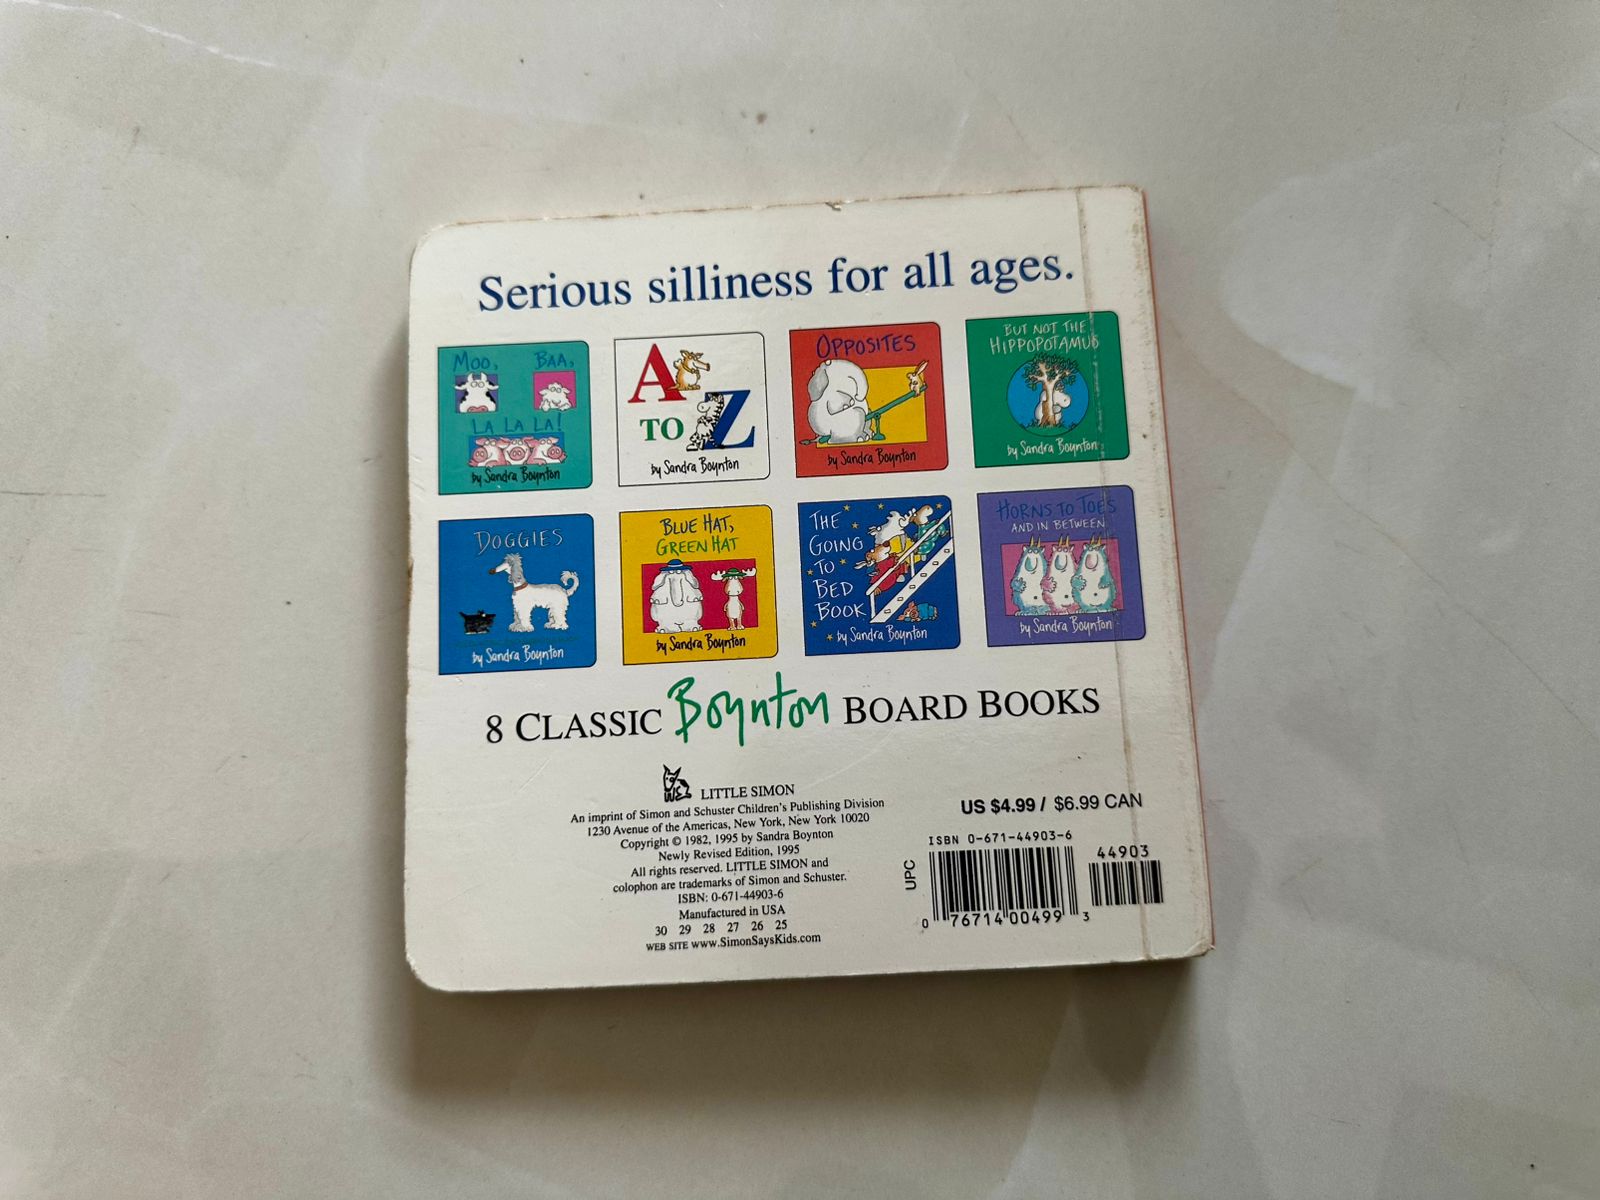 Serious silliness for all ages.
MOO, BAA,
LA LA LA!
by Sandra Boynton
A
TO Z
by Sandra Boynton
OPPOSITES
by Sandra Boynton
BUT NOT THE
HIPPOPOTAMUS
by Sandra Boynton
DOGGIES
by Sandra Boynton
BLUE HAT,
GREEN HAT
by Sandra Boynton
THE
GOING
TO
BED
BOOK
by Sandra Boynton
HORNS TO TOES
AND IN BETWEEN
by Sandra Boynton
8 CLASSIC Boynton BOARD BOOKS
LITTLE SIMON
An imprint of Simon and Schuster Children's Publishing Division
1230 Avenue of the Americas, New York, New York 10020
Copyright © 1982, 1995 by Sandra Boynton
Newly Revised Edition, 1995
All rights reserved. LITTLE SIMON and
colophon are trademarks of Simon and Schuster.
ISBN: 0-671-44903-6
Manufactured in USA
30 29 28 27 26 25
WEB SITE www.SimonSaysKids.com
US $4.99 / $6.99 CAN
ISBN 0-671-44903-6
44903
UPC
0 76714 00499 3